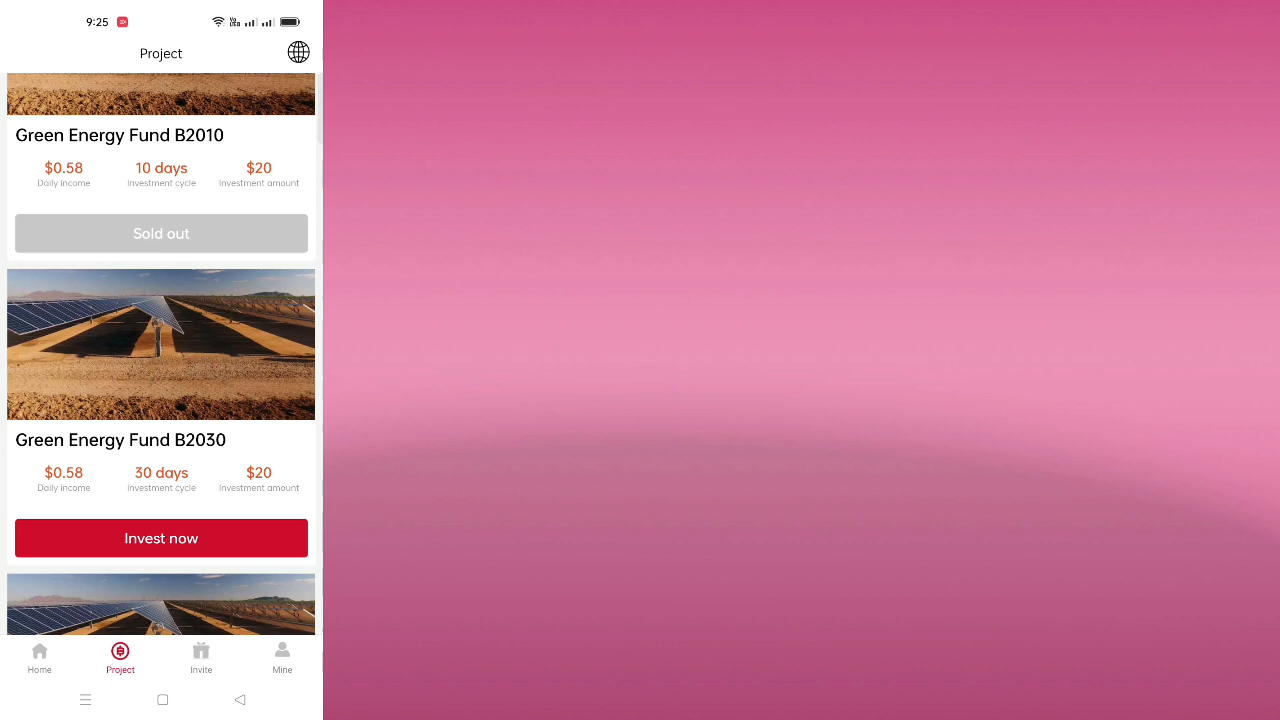 9:25
Vo
LTE
Project
Green Energy Fund B2010
$0.58 10 days $20
Daily income Investment cycle Investment amount
Sold out
Green Energy Fund B2030
$0.58 30 days $20
Daily income Investment cycle Investment amount
Invest now
Home Project Invite Mine